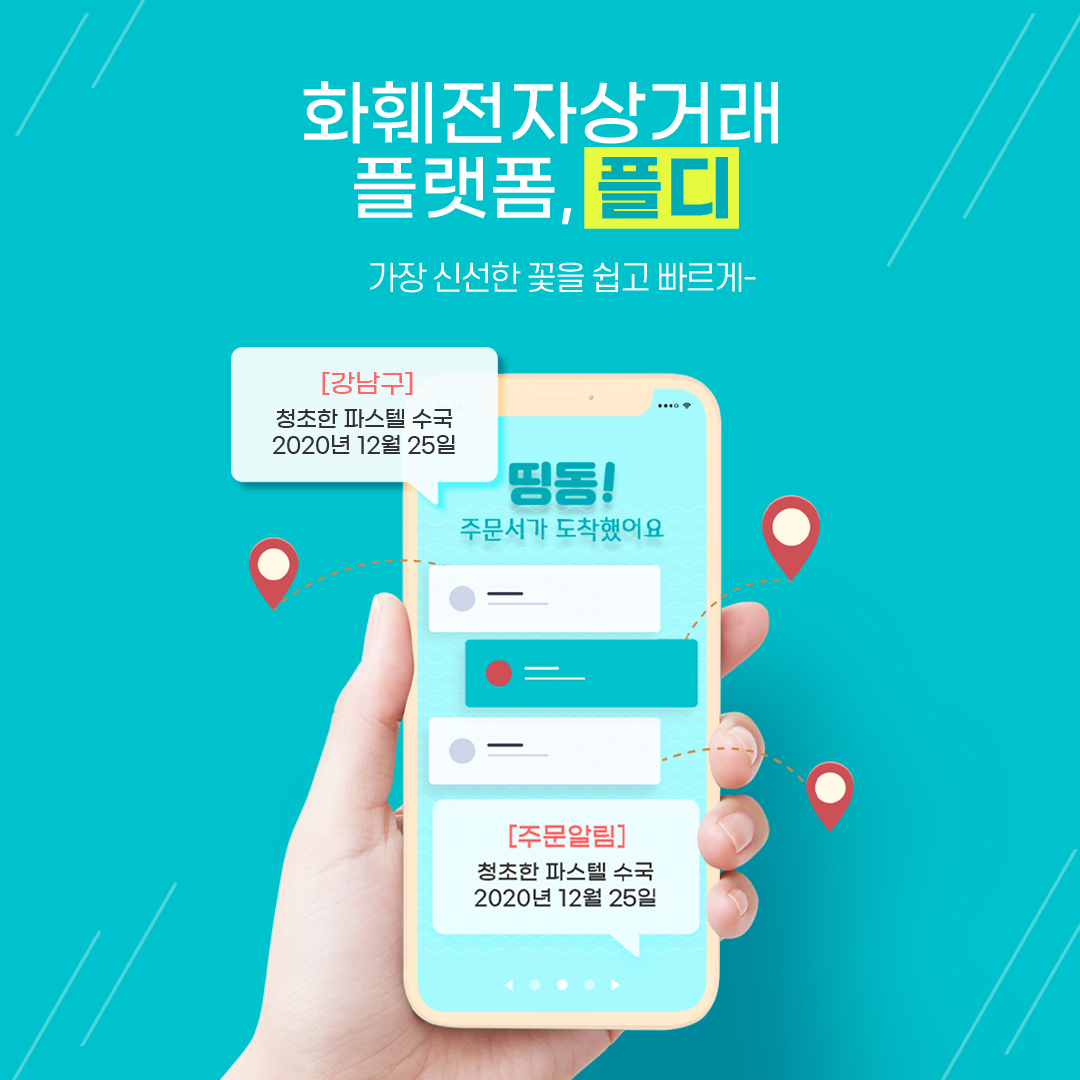 화훼전자상거래
플랫폼, 플디
가장 신선한 꽃을 쉽고 빠르게-
[강남구]
청초한 파스텔 수국
2020년 12월 25일
띵동!
주문서가 도착했어요
[주문알림]
청초한 파스텔 수국
2020년 12월 25일